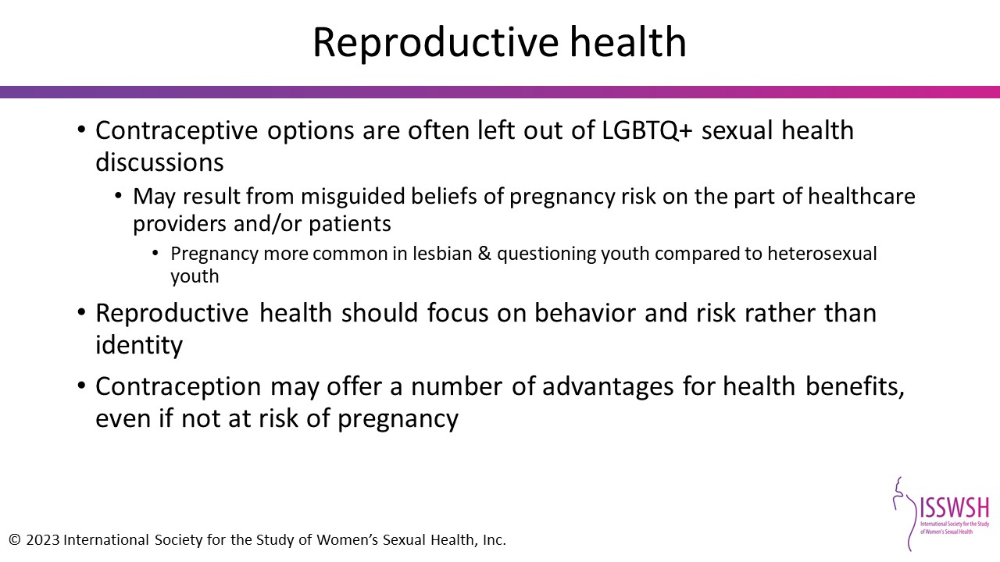 Reproductive health
• Contraceptive options are often left out of LGBTQ+ sexual health
discussions
• May result from misguided beliefs of pregnancy risk on the part of healthcare
providers and/or patients
• Pregnancy more common in lesbian & questioning youth compared to heterosexual
youth
• Reproductive health should focus on behavior and risk rather than
identity
• Contraception may offer a number of advantages for health benefits,
even if not at risk of pregnancy
ISSWSH
International Society for the Study
of Women's Sexual Health
© 2023 International Society for the Study of Women’s Sexual Health, Inc.